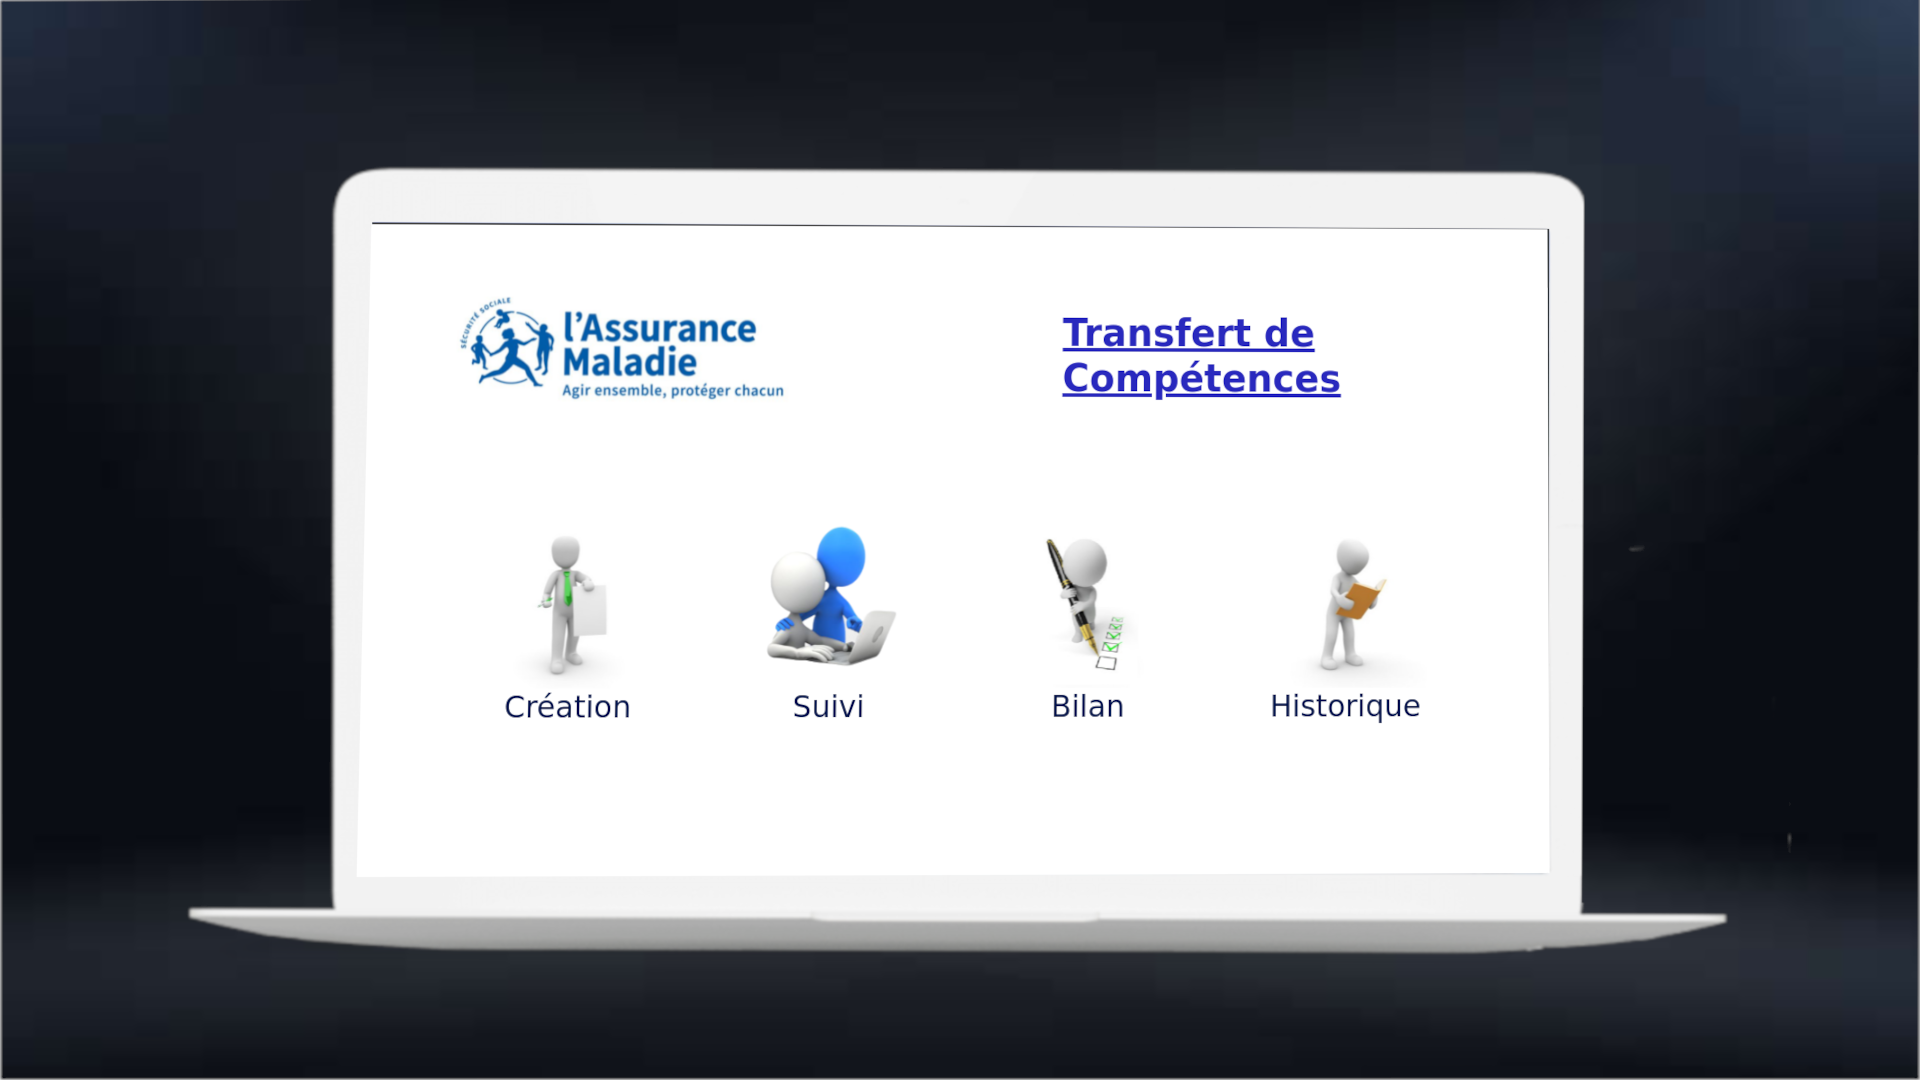 SÉCURITÉ SOCIALE
l'Assurance
Maladie
Agir ensemble, protéger chacun
Transfert de
Compétences
Création
Suivi
Bilan
Historique